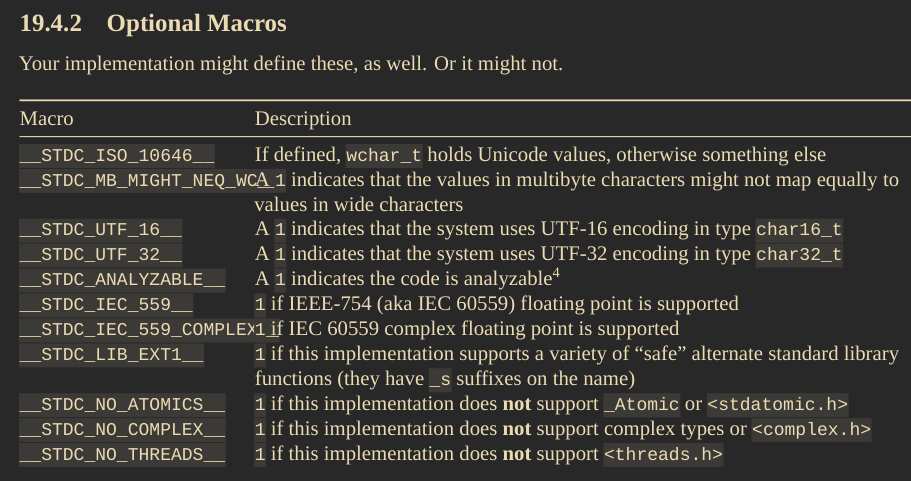 19.4.2 Optional Macros
Your implementation might define these, as well. Or it might not.
Macro Description
__STDC_ISO_10646__ If defined, wchar_t holds Unicode values, otherwise something else
__STDC_MB_MIGHT_NEQ_WC__ A 1 indicates that the values in multibyte characters might not map equally to
values in wide characters
__STDC_UTF_16__ A 1 indicates that the system uses UTF-16 encoding in type char16_t
__STDC_UTF_32__ A 1 indicates that the system uses UTF-32 encoding in type char32_t
__STDC_ANALYZABLE__ A 1 indicates the code is analyzable4
__STDC_IEC_559__ 1 if IEEE-754 (aka IEC 60559) floating point is supported
__STDC_IEC_559_COMPLEX__ 1 if IEC 60559 complex floating point is supported
__STDC_LIB_EXT1__ 1 if this implementation supports a variety of “safe” alternate standard library
functions (they have _s suffixes on the name)
__STDC_NO_ATOMICS__ 1 if this implementation does not support _Atomic or <stdatomic.h>
__STDC_NO_COMPLEX__ 1 if this implementation does not support complex types or <complex.h>
__STDC_NO_THREADS__ 1 if this implementation does not support <threads.h>